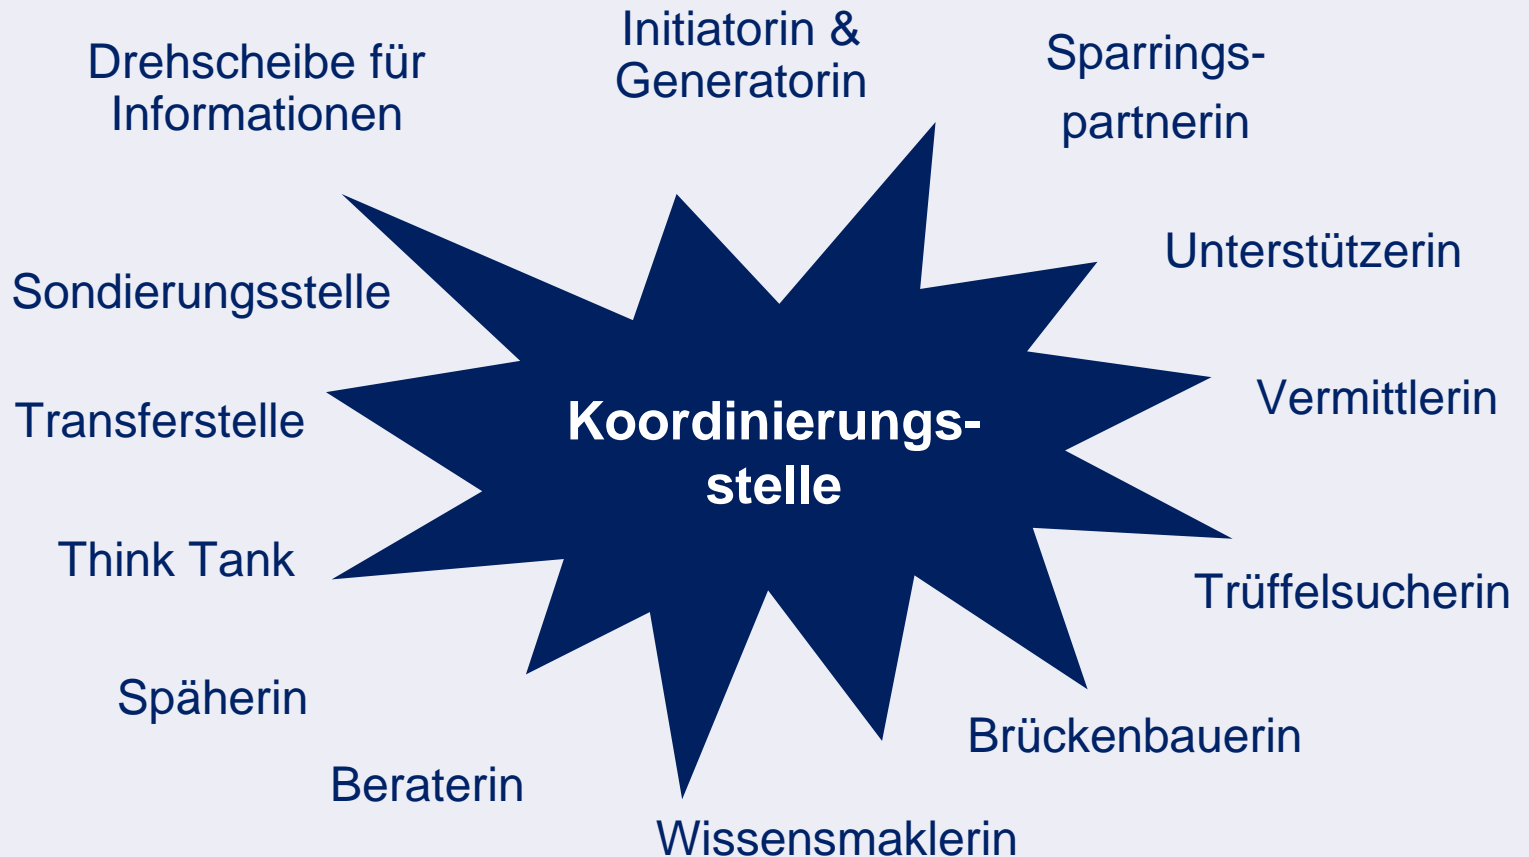 Drehscheibe für
Informationen
Initiatorin &
Generatorin
Sparrings-
partnerin
Sondierungsstelle
Unterstützerin
Transferstelle
Vermittlerin
Koordinierungs-
stelle
Think Tank
Trüffelsucherin
Späherin
Beraterin
Brückenbauerin
Wissensmaklerin